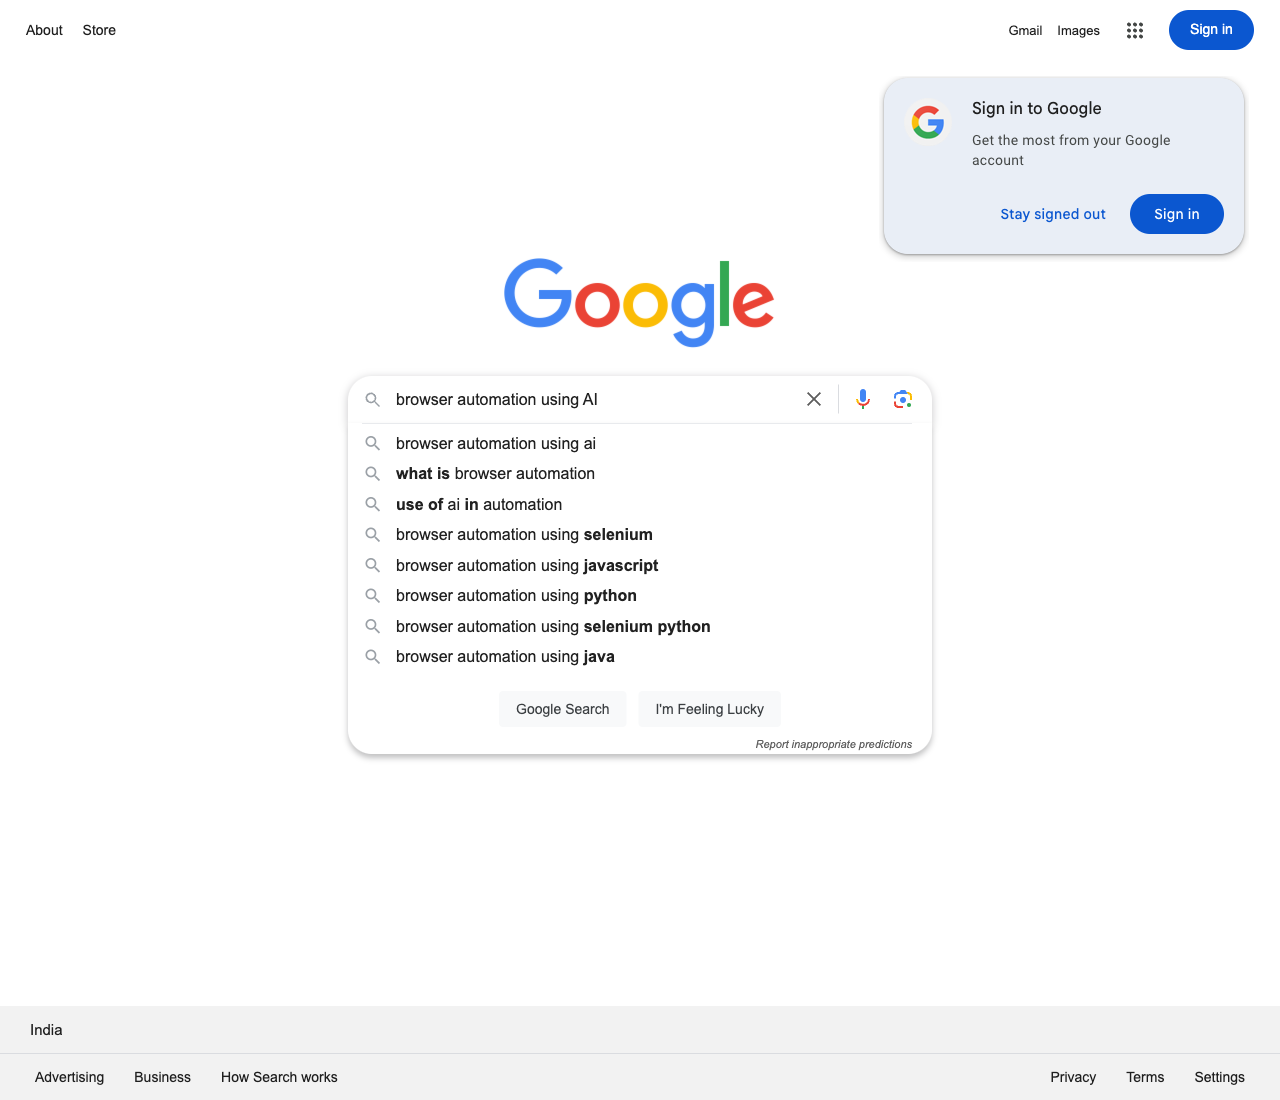 About Store
Gmail Images Sign in
Sign in to Google
Get the most from your Google
account
Stay signed out Sign in
Google
browser automation using AI
browser automation using ai
what is browser automation
use of ai in automation
browser automation using selenium
browser automation using javascript
browser automation using python
browser automation using selenium python
browser automation using java
Google Search I'm Feeling Lucky
Report inappropriate predictions
India
Advertising Business How Search works
Privacy Terms Settings